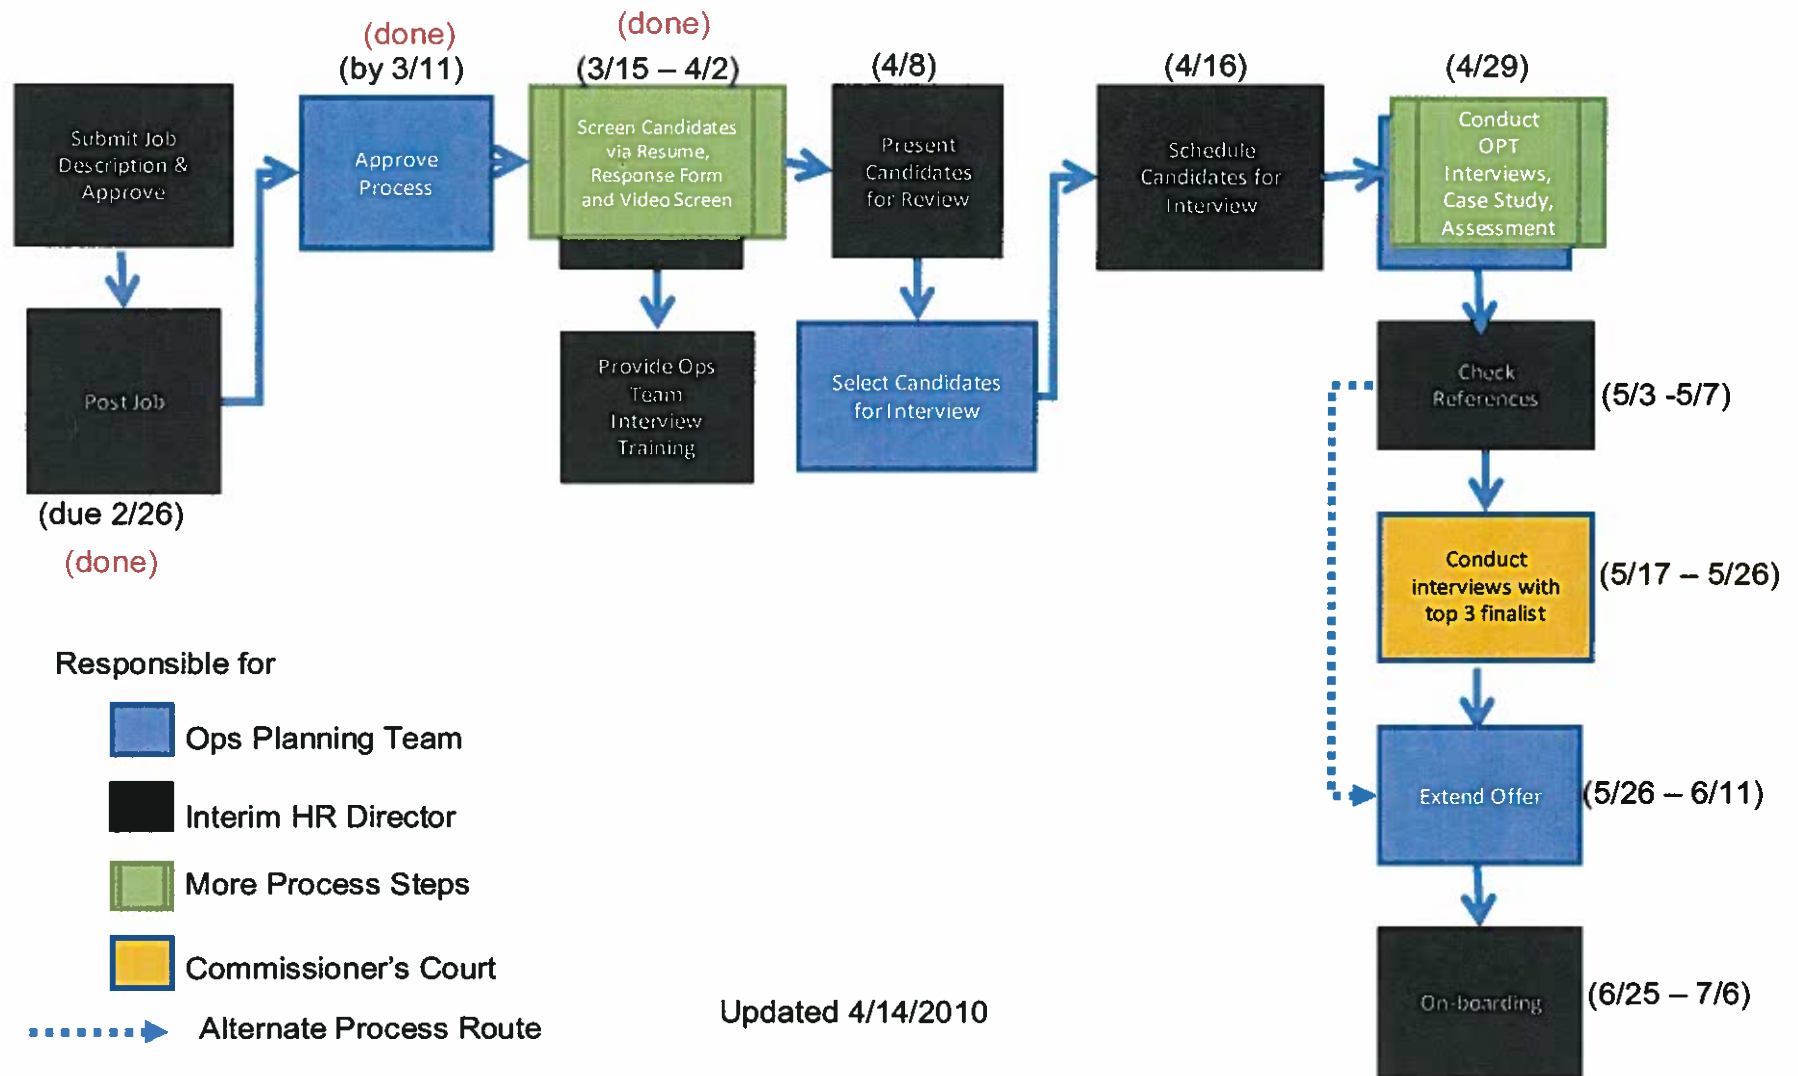 (done)
(by 3/11)
(done)
(3/15 – 4/2)
(4/8)
(4/16)
(4/29)
Submit Job
Description &
Approve
Approve
Process
Screen Candidates
via Resume,
Response Form
and Video Screen
Present
Candidates
for Review
Schedule
Candidates for
Interview
Conduct
OPT
Interviews,
Case Study,
Assessment
Post Job
(due 2/26)
(done)
Provide Ops
Team
Interview
Training
Select Candidates
for Interview
Check
References
(5/3 -5/7)
Conduct
interviews with
top 3 finalist
(5/17 – 5/26)
Extend Offer
(5/26 – 6/11)
On-boarding
(6/25 – 7/6)
Responsible for
Ops Planning Team
Interim HR Director
More Process Steps
Commissioner's Court
Alternate Process Route
Updated 4/14/2010